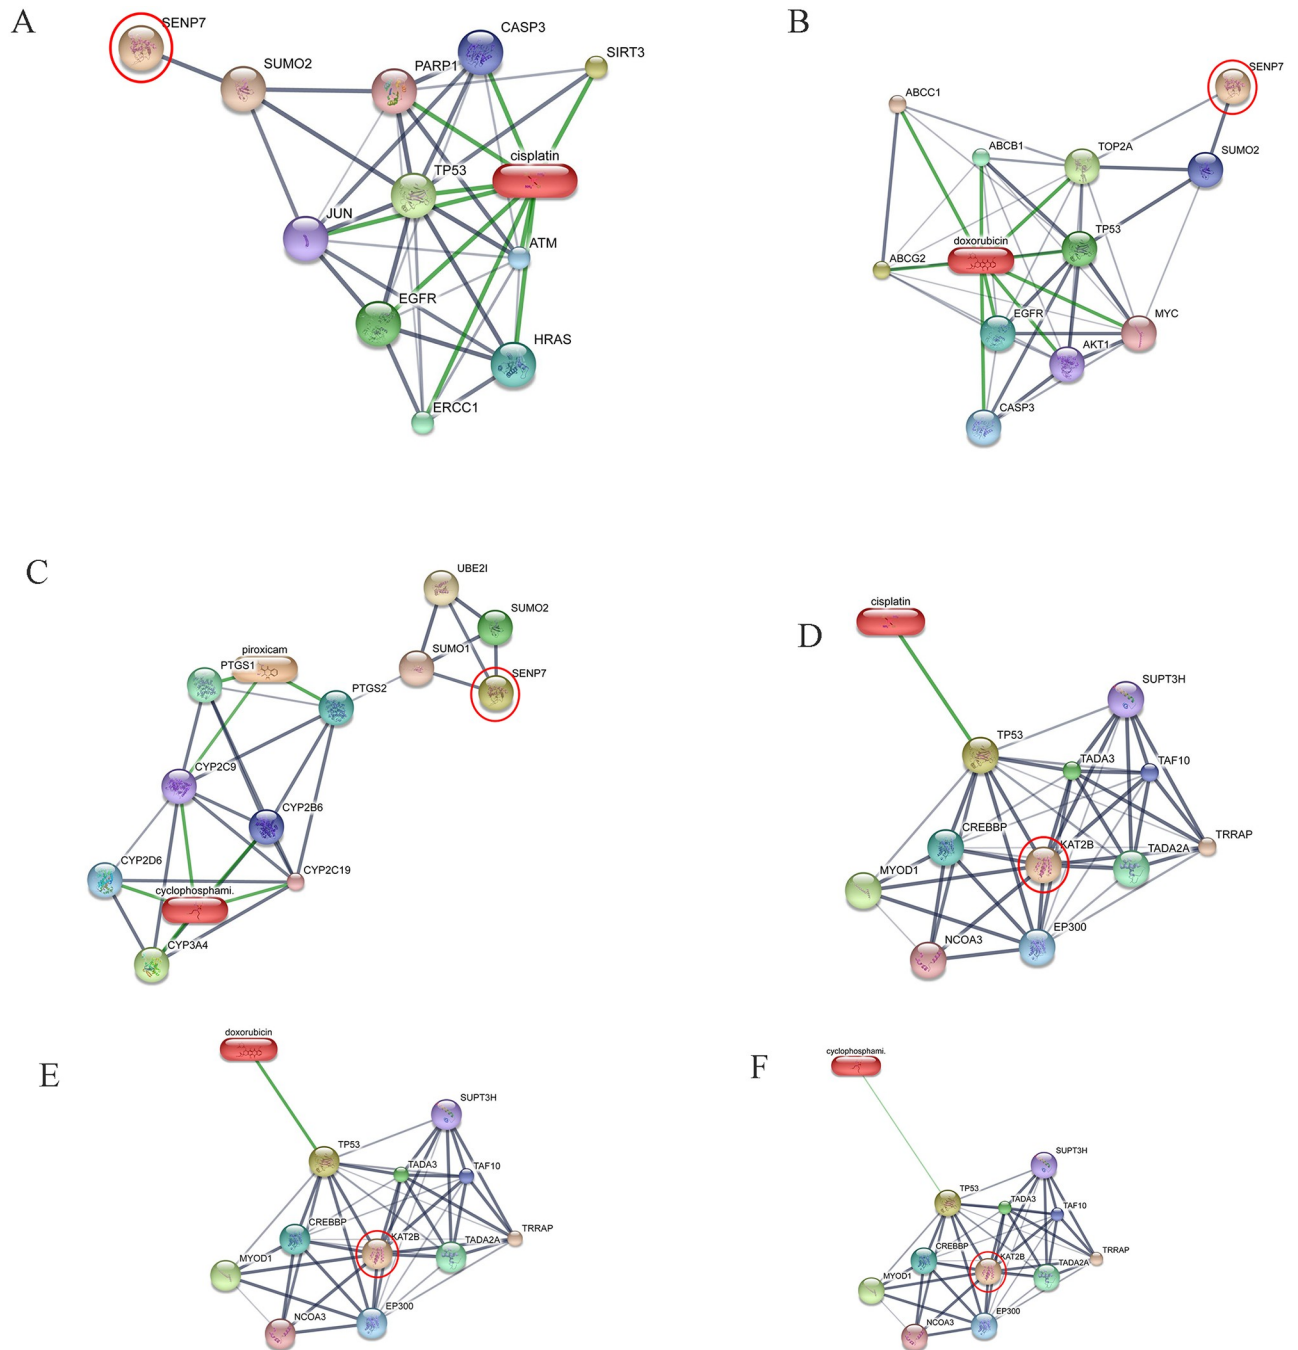 A
SENP7
SUMO2
PARP1
CASP3
SIRT3
cisplatin
TP53
JUN
ATM
EGFR
HRAS
ERCC1
B
SENP7
ABCC1
ABCB1
TOP2A
SUMO2
TP53
doxorubicin
ABCG2
EGFR
MYC
AKT1
CASP3
C
UBE2I
SUMO2
SUMO1
SENP7
piroxicam
PTGS1
PTGS2
CYP2C9
CYP2B6
CYP2D6
CYP2C19
cyclophosphami.
CYP3A4
D
cisplatin
SUPT3H
TP53
TADA3
TAF10
CREBBP
KAT2B
TRRAP
TADA2A
MYOD1
NCOA3
EP300
E
doxorubicin
SUPT3H
TP53
TADA3
TAF10
CREBBP
KAT2B
TRRAP
TADA2A
MYOD1
NCOA3
EP300
F
cyclophosphami.
SUPT3H
TP53
TADA3
TAF10
CREBBP
KAT2B
TRRAP
TADA2A
MYOD1
NCOA3
EP300